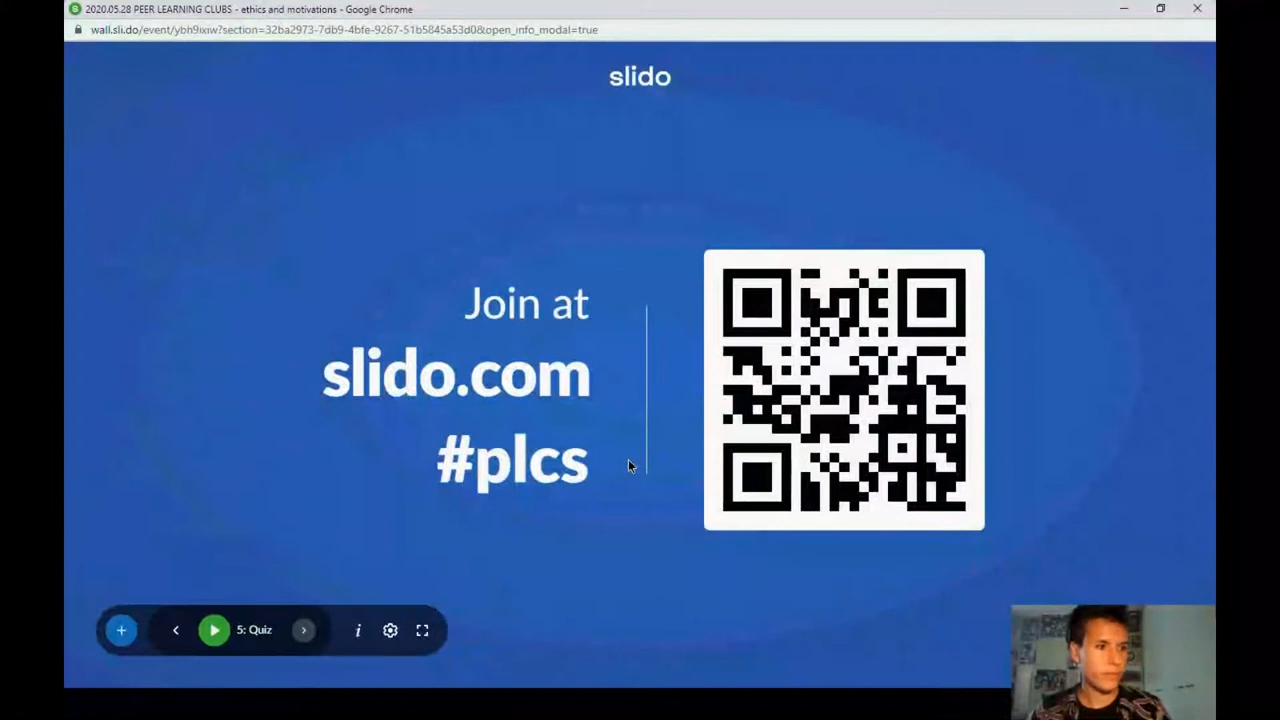 2020.05.28 PEER LEARNING CLUBS - ethics and motivations - Google Chrome
wall.sli.do/event/ybh9ixiw?section=32ba2973-7db9-4bfe-9267-51b5845a53d0&open_info_modal=true
slido
Join at
slido.com
#plcs
5: Quiz